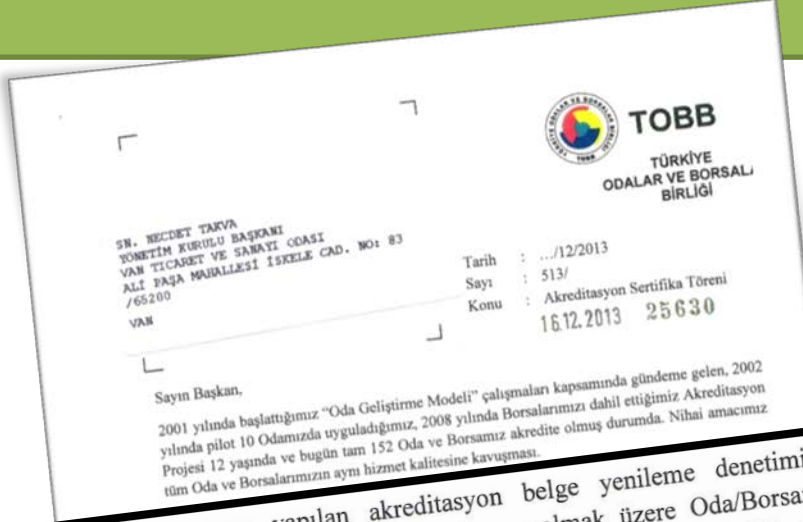 TOBB
TÜRKİYE
ODALAR VE BORSALA
BİRLİĞİ
SN. NECDET TAKVA
YÖNETİM KURULU BAŞKANI
VAN TİCARET VE SANAYİ ODASI
ALİ PAŞA MAHALLESİ İSKELE CAD. NO: 83
/65200
VAN
Tarih : .../12/2013
Sayı : 513/
Konu : Akreditasyon Sertifika Töreni
16.12.2013 25630
Sayın Başkan,
2001 yılında başlattığımız “Oda Geliştirme Modeli” çalışmaları kapsamında gündeme gelen, 2002
yılında pilot 10 Odamızda uyguladığımız, 2008 yılında Borsalarımızı dahil ettiğimiz Akreditasyon
Projesi 12 yaşında ve bugün tam 152 Oda ve Borsamız akredite olmuş durumda. Nihai amacımız
tüm Oda ve Borsalarımızın aynı hizmet kalitesine kavuşması.
yapılan akreditasyon belge yenileme denetimi
olmak üzere Oda/Borsa